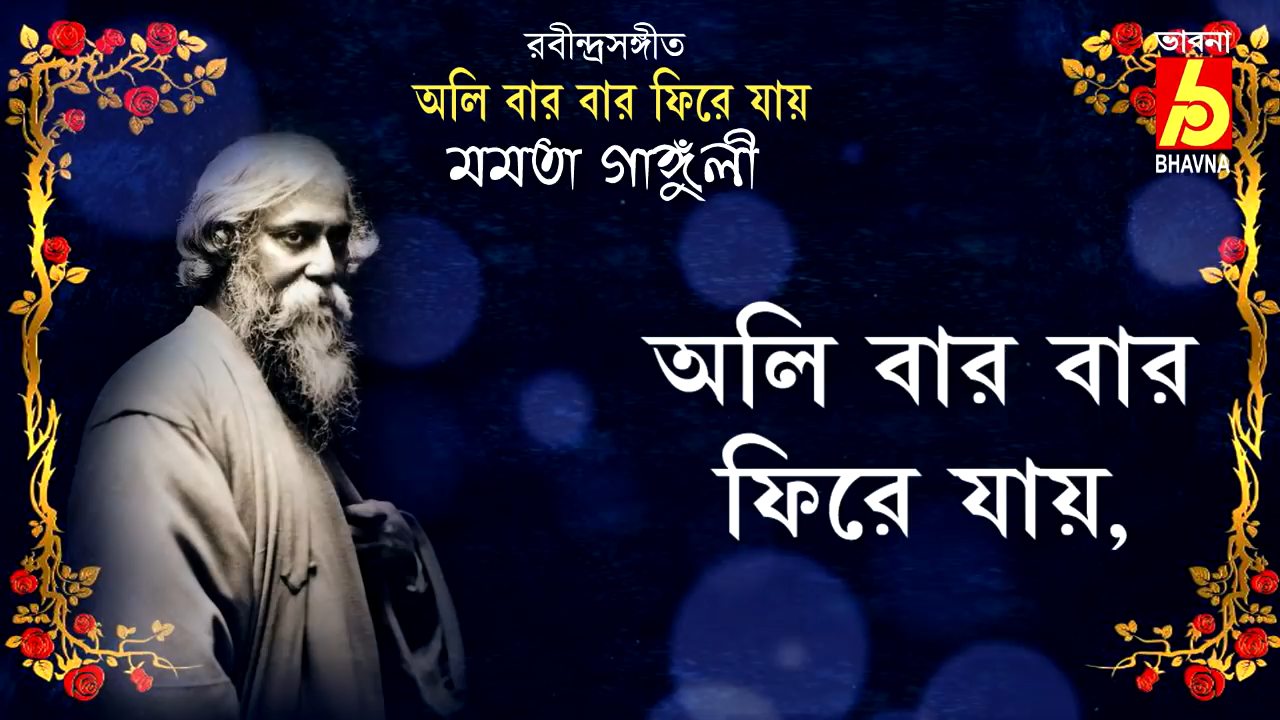 রবীন্দ্রসঙ্গীত
অলি বার বার ফিরে যায়
মমতা গাঙ্গুঁলী
ভাবনা
BHAVNA
অলি বার বার
ফিরে যায়,